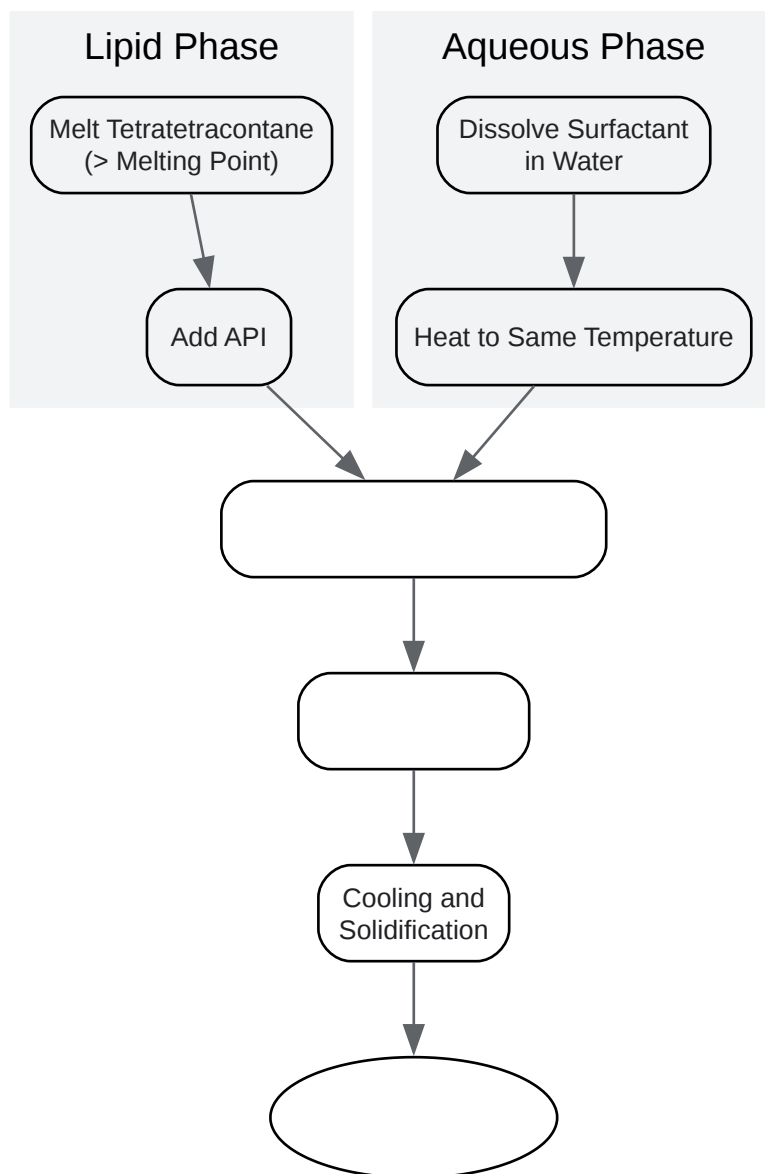 Lipid Phase
Aqueous Phase
Melt Tetratetracontane
(> Melting Point)
Dissolve Surfactant
in Water
Add API
Heat to Same Temperature
Cooling and
Solidification